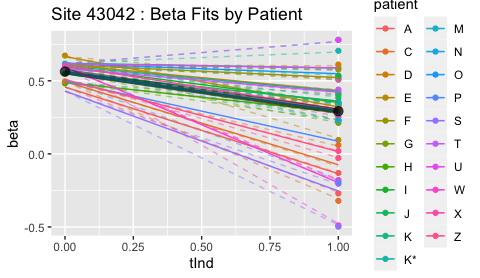 Site 43042 : Beta Fits by Patient
beta
0.5
0.0
-0.5
0.00
0.25
0.50
0.75
1.00
tInd
patient
A
C
D
E
F
G
H
I
J
K
K*
M
N
O
P
S
T
U
W
X
Z